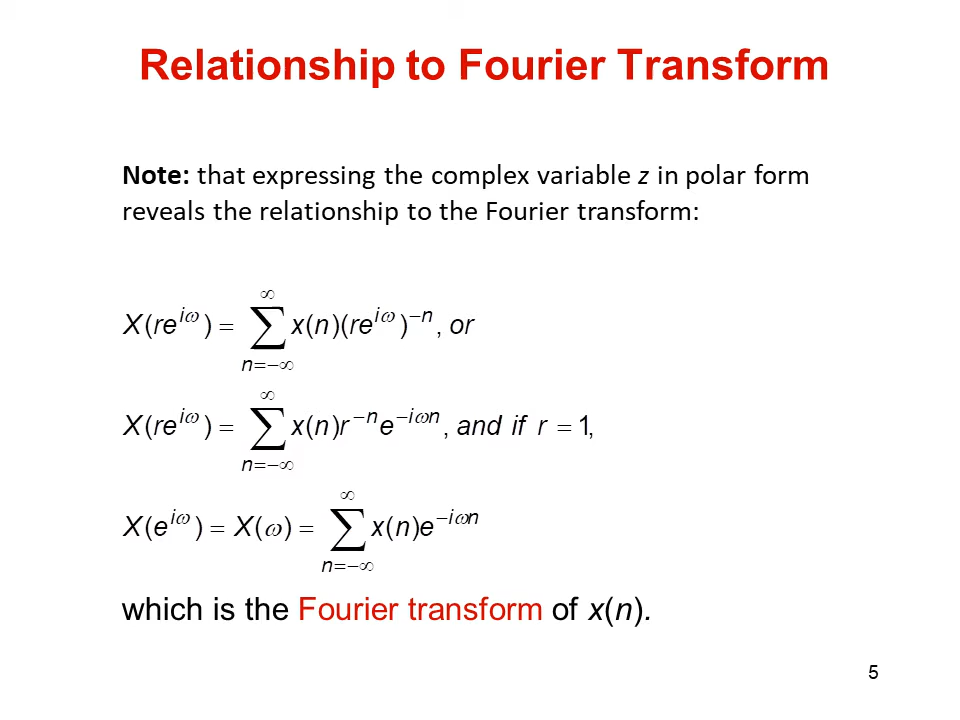 Relationship to Fourier Transform
Note: that expressing the complex variable z in polar form
reveals the relationship to the Fourier transform:
X(re^{iω}) = ∑_{n=−∞}^{∞} x(n)(re^{iω})^{−n}, or
X(re^{iω}) = ∑_{n=−∞}^{∞} x(n)r^{−n}e^{−iωn}, and if r = 1,
X(e^{iω}) = X(ω) = ∑_{n=−∞}^{∞} x(n)e^{−iωn}
which is the Fourier transform of x(n).
5